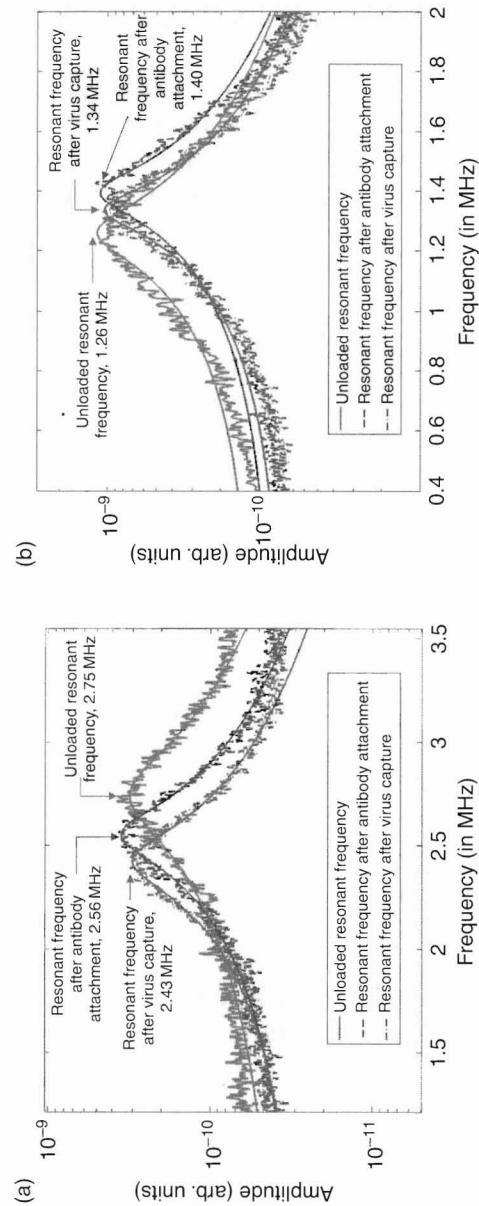 (a)
10⁻⁹
10⁻¹⁰
10⁻¹¹
Amplitude (arb. units)
Resonant frequency
after antibody
attachment, 2.56 MHz
Resonant frequency
after virus capture,
2.43 MHz
Unloaded resonant
frequency, 2.75 MHz
Unloaded resonant frequency
Resonant frequency after antibody attachment
Resonant frequency after virus capture
1.5
2
2.5
3
3.5
Frequency (in MHz)
(b)
10⁻⁹
10⁻¹⁰
Amplitude (arb. units)
Unloaded resonant
frequency, 1.26 MHz
Resonant frequency
after virus capture,
1.34 MHz
Resonant
frequency after
antibody
attachment,
1.40 MHz
Unloaded resonant frequency
Resonant frequency after antibody attachment
Resonant frequency after virus capture
0.4
0.6
0.8
1
1.2
1.4
1.6
1.8
2
Frequency (in MHz)